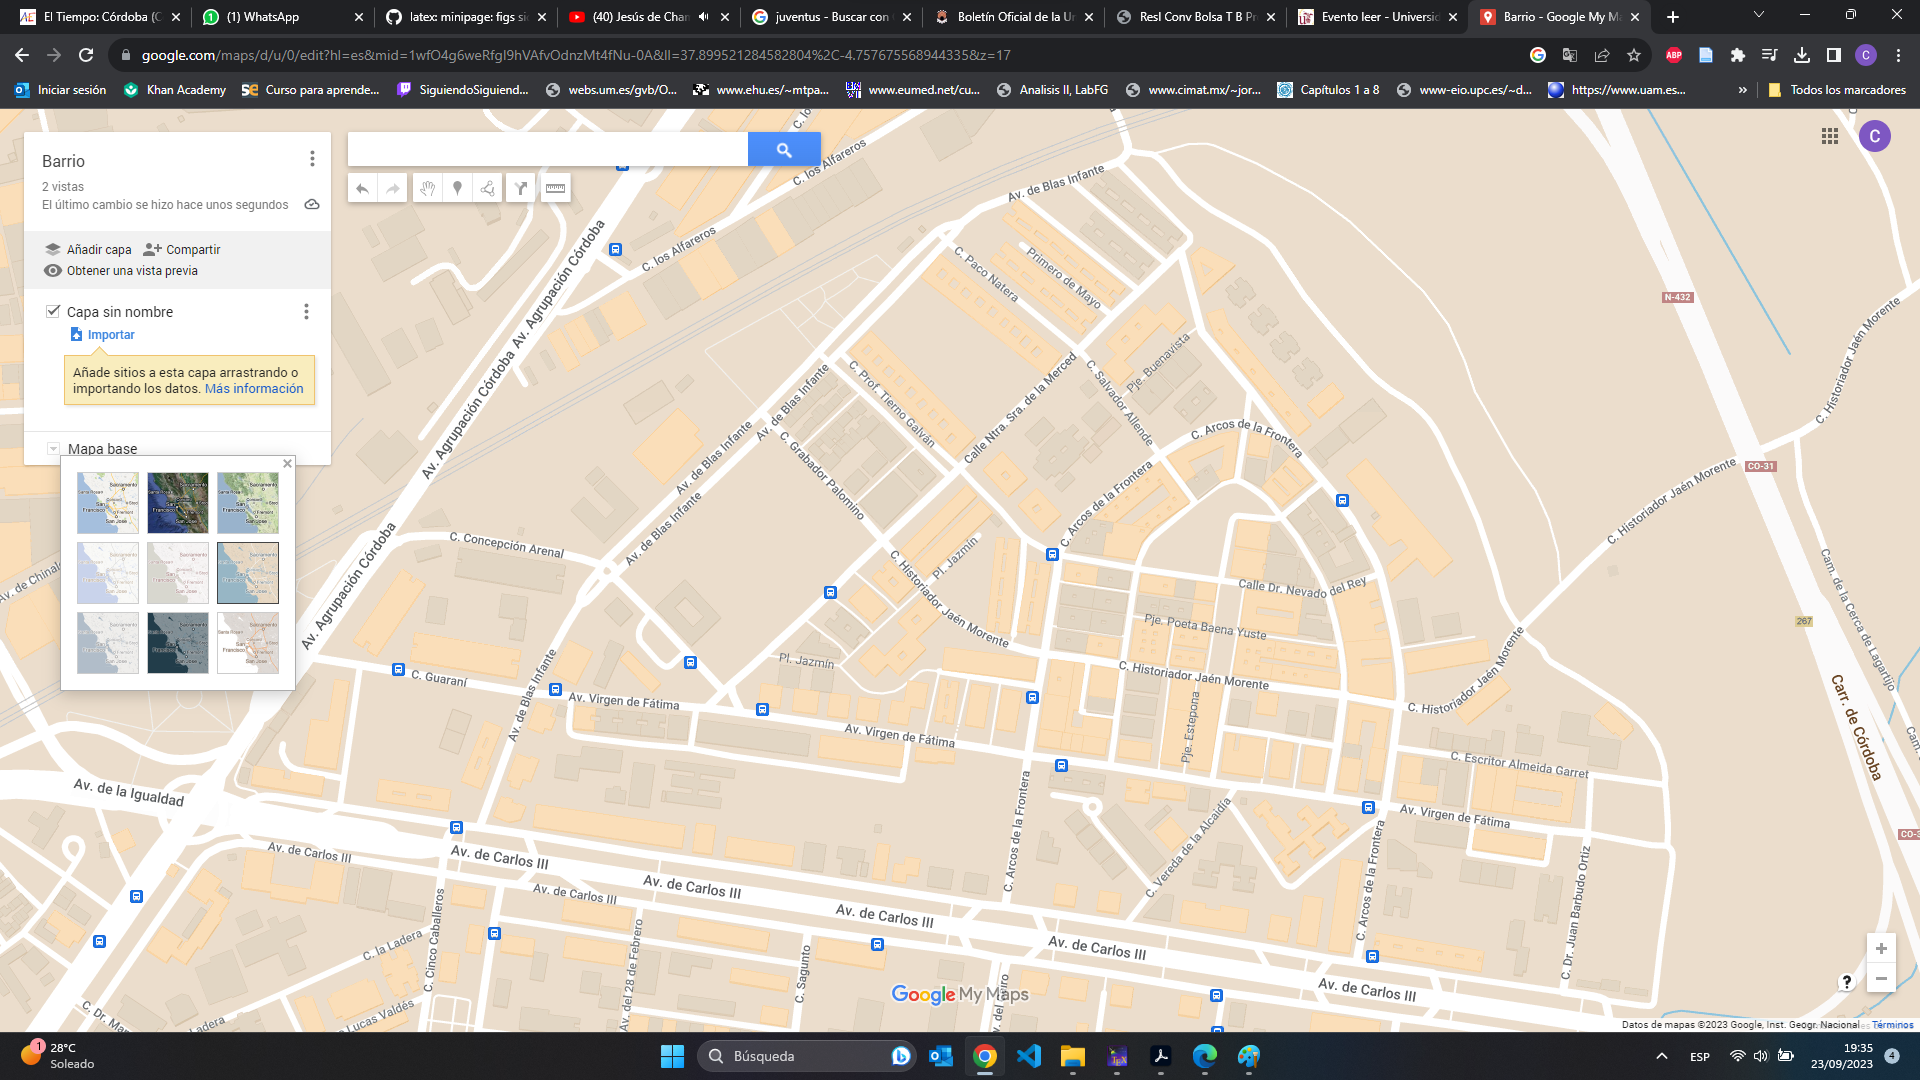 El Tiempo: Córdoba (C
(1) WhatsApp
latex: minipage: figs si
(40) Jesús de Cham
juventus - Buscar con
Boletín Oficial de la Un
Resl Conv Bolsa T B P
Evento leer - Universid
Barrio - Google My Ma
google.com/maps/d/u/0/edit?hl=es&mid=1wfO4g6weRfgI9hVAfvOdnzMt4fNu-0A&ll=37.899521284582804%2C-4.757675568944335&z=17
ABP
C
Iniciar sesión
Khan Academy
Curso para aprende...
SiguiendoSiguiend...
webs.um.es/gvb/O...
www.ehu.es/~mtpa...
www.eumed.net/cu...
Analisis II, LabFG
www.cimat.mx/~jor...
Capítulos 1 a 8
www-eio.upc.es/~d...
https://www.uam.es...
»
Todos los marcadores
Barrio
2 vistas
El último cambio se hizo hace unos segundos
Añadir capa
Compartir
Obtener una vista previa
Capa sin nombre
Importar
Añade sitios a esta capa arrastrando o
importando los datos. Más información
Mapa base
C
C. los Alfareros
C. los Alfareros
Av. de Blas Infante
Av. Agrupación Córdoba
C. Paco Natera
Primero de Mayo
N-432
C. Historiador Jaén Morente
Av. Agrupación Córdoba
Av. de Blas Infante
C. Prof. Tierno Galván
Calle Ntra. Sra. de la Merced
C. Salvador Allende
Pje. Buenavista
Av. de Blas Infante
C. Grabador Palomino
C. Arcos de la Frontera
C. Arcos de la Frontera
CO-31
C. Historiador Jaén Morente
Av. de Blas Infante
C. Concepción Arenal
Av. Agrupación Córdoba
Av. de Chinal
C. Historiador Jaén Morente
Pl. Jazmín
Calle Dr. Nevado del Rey
Pje. Poeta Baena Yuste
267
Cam. de la Cerca de Lagartijo
Pl. Jazmín
C. Guaraní
Av. de Blas Infante
Av. Virgen de Fátima
Av. Virgen de Fátima
C. Historiador Jaén Morente
Pje. Estepona
C. Historiador Jaén Morente
Carr. de Córdoba
Cam.
C. Escritor Almeida Garret
Av. Virgen de Fátima
Av. de la Igualdad
C. Arcos de la Frontera
C. Vereda de la Alcaidía
C. Arcos de la Frontera
C. Dr. Juan Barbudo Ortiz
CO-3
Av. de Carlos III
Av. de Carlos III
Av. de Carlos III
Av. de Carlos III
Av. de Carlos III
Av. de Carlos III
Av. de Carlos III
C. Cinco Caballeros
C. la Ladera
Av. del 28 de Febrero
C. Sagunto
Lucas Valdés
Ladera
C. Dr. Mar
Google My Maps
?
Datos de mapas ©2023 Google, Inst. Geogr. Nacional
Términos
1
28°C
Soleado
Búsqueda
ESP
19:35
23/09/2023
4